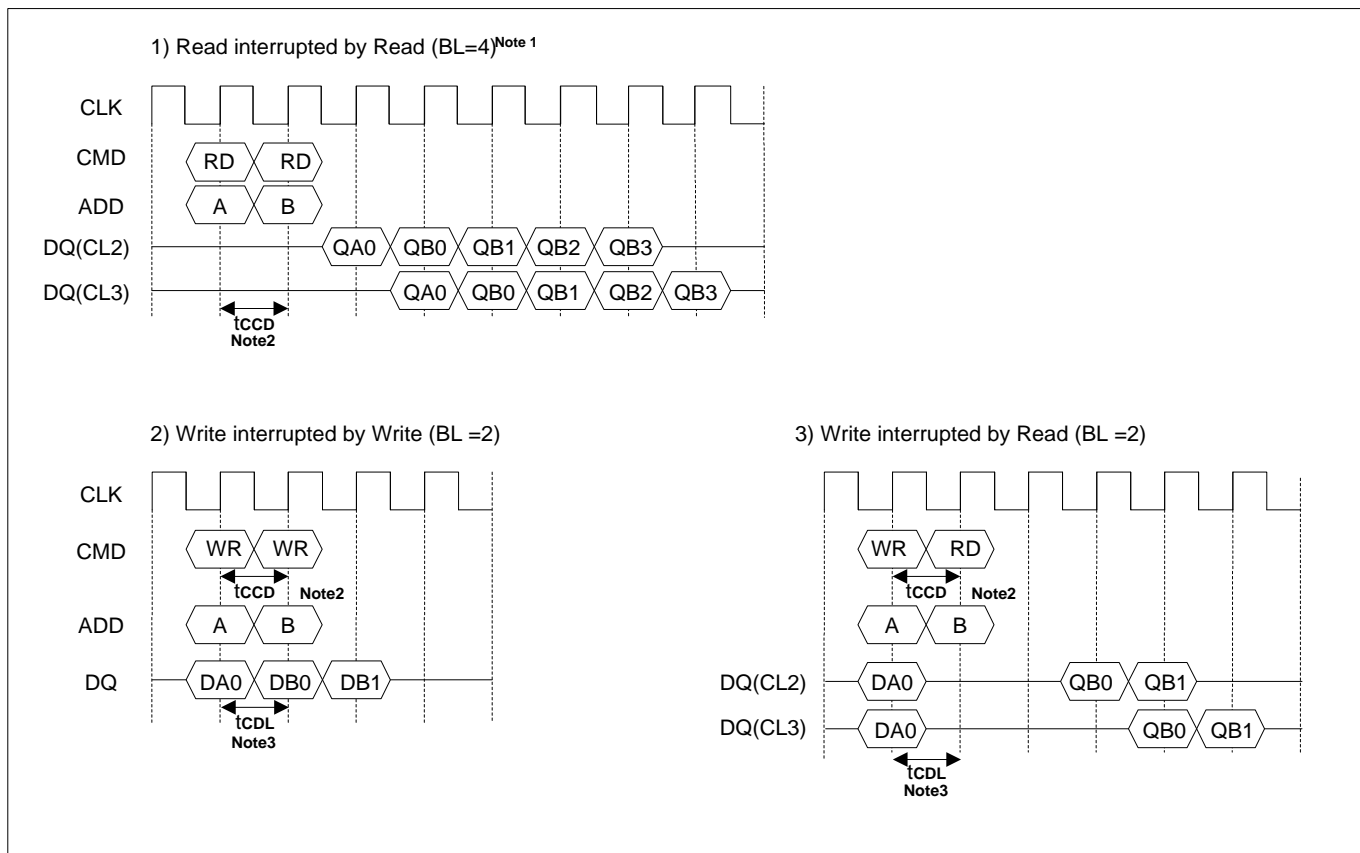 1) Read interrupted by Read (BL=4)Note 1
CLK
CMD RD RD
ADD A B
DQ(CL2) QA0 QB0 QB1 QB2 QB3
DQ(CL3) QA0 QB0 QB1 QB2 QB3
tCCD
Note2
2) Write interrupted by Write (BL =2)
CLK
CMD WR WR
tCCD Note2
ADD A B
DQ DA0 DB0 DB1
tCDL
Note3
3) Write interrupted by Read (BL =2)
WR RD
tCCD Note2
A B
DQ(CL2) DA0 QB0 QB1
DQ(CL3) DA0 QB0 QB1
tCDL
Note3